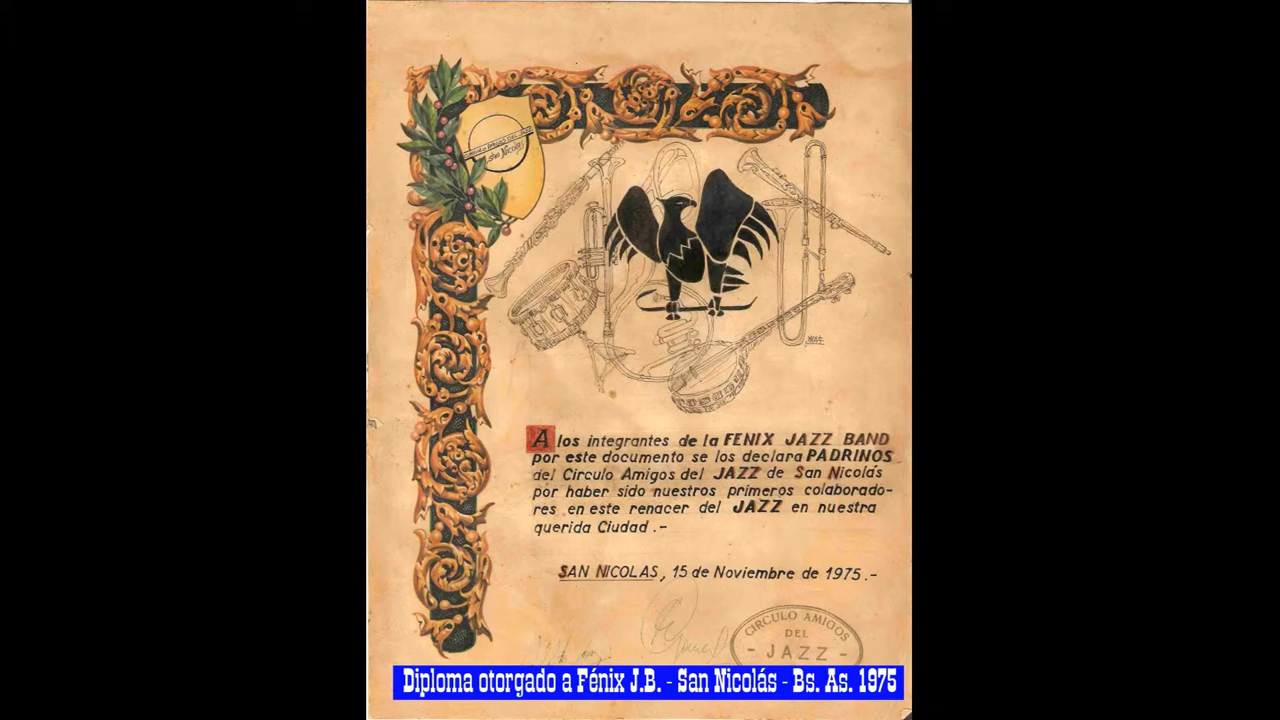 San Nicolás
A los integrantes de la FENIX JAZZ BAND
por este documento se los declara PADRINOS
del Circulo Amigos del JAZZ de San Nicolás
por haber sido nuestros primeros colaborado-
res en este renacer del JAZZ en nuestra
querida Ciudad .-
SAN NICOLAS, 15 de Noviembre de 1975.-
CIRCULO AMIGOS
DEL
- JAZZ -
Diploma otorgado a Fénix J.B. - San Nicolás - Bs. As. 1975